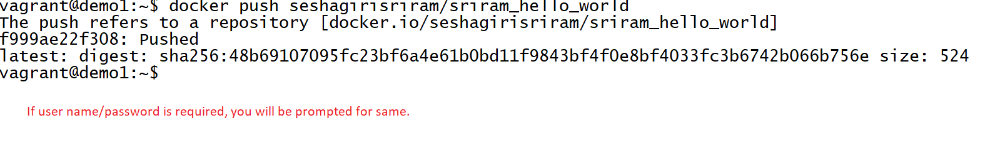 vagrant@demo1:~$ docker push seshagirisriram/sriram_hello_world
The push refers to a repository [docker.io/seshagirisriram/sriram_hello_world]
f999ae22f308: Pushed
latest: digest: sha256:48b69107095fc23bf6a4e61b0bd11f9843bf4f0e8bf4033fc3b6742b066b756e size: 524
vagrant@demo1:~$
If user name/password is required, you will be prompted for same.